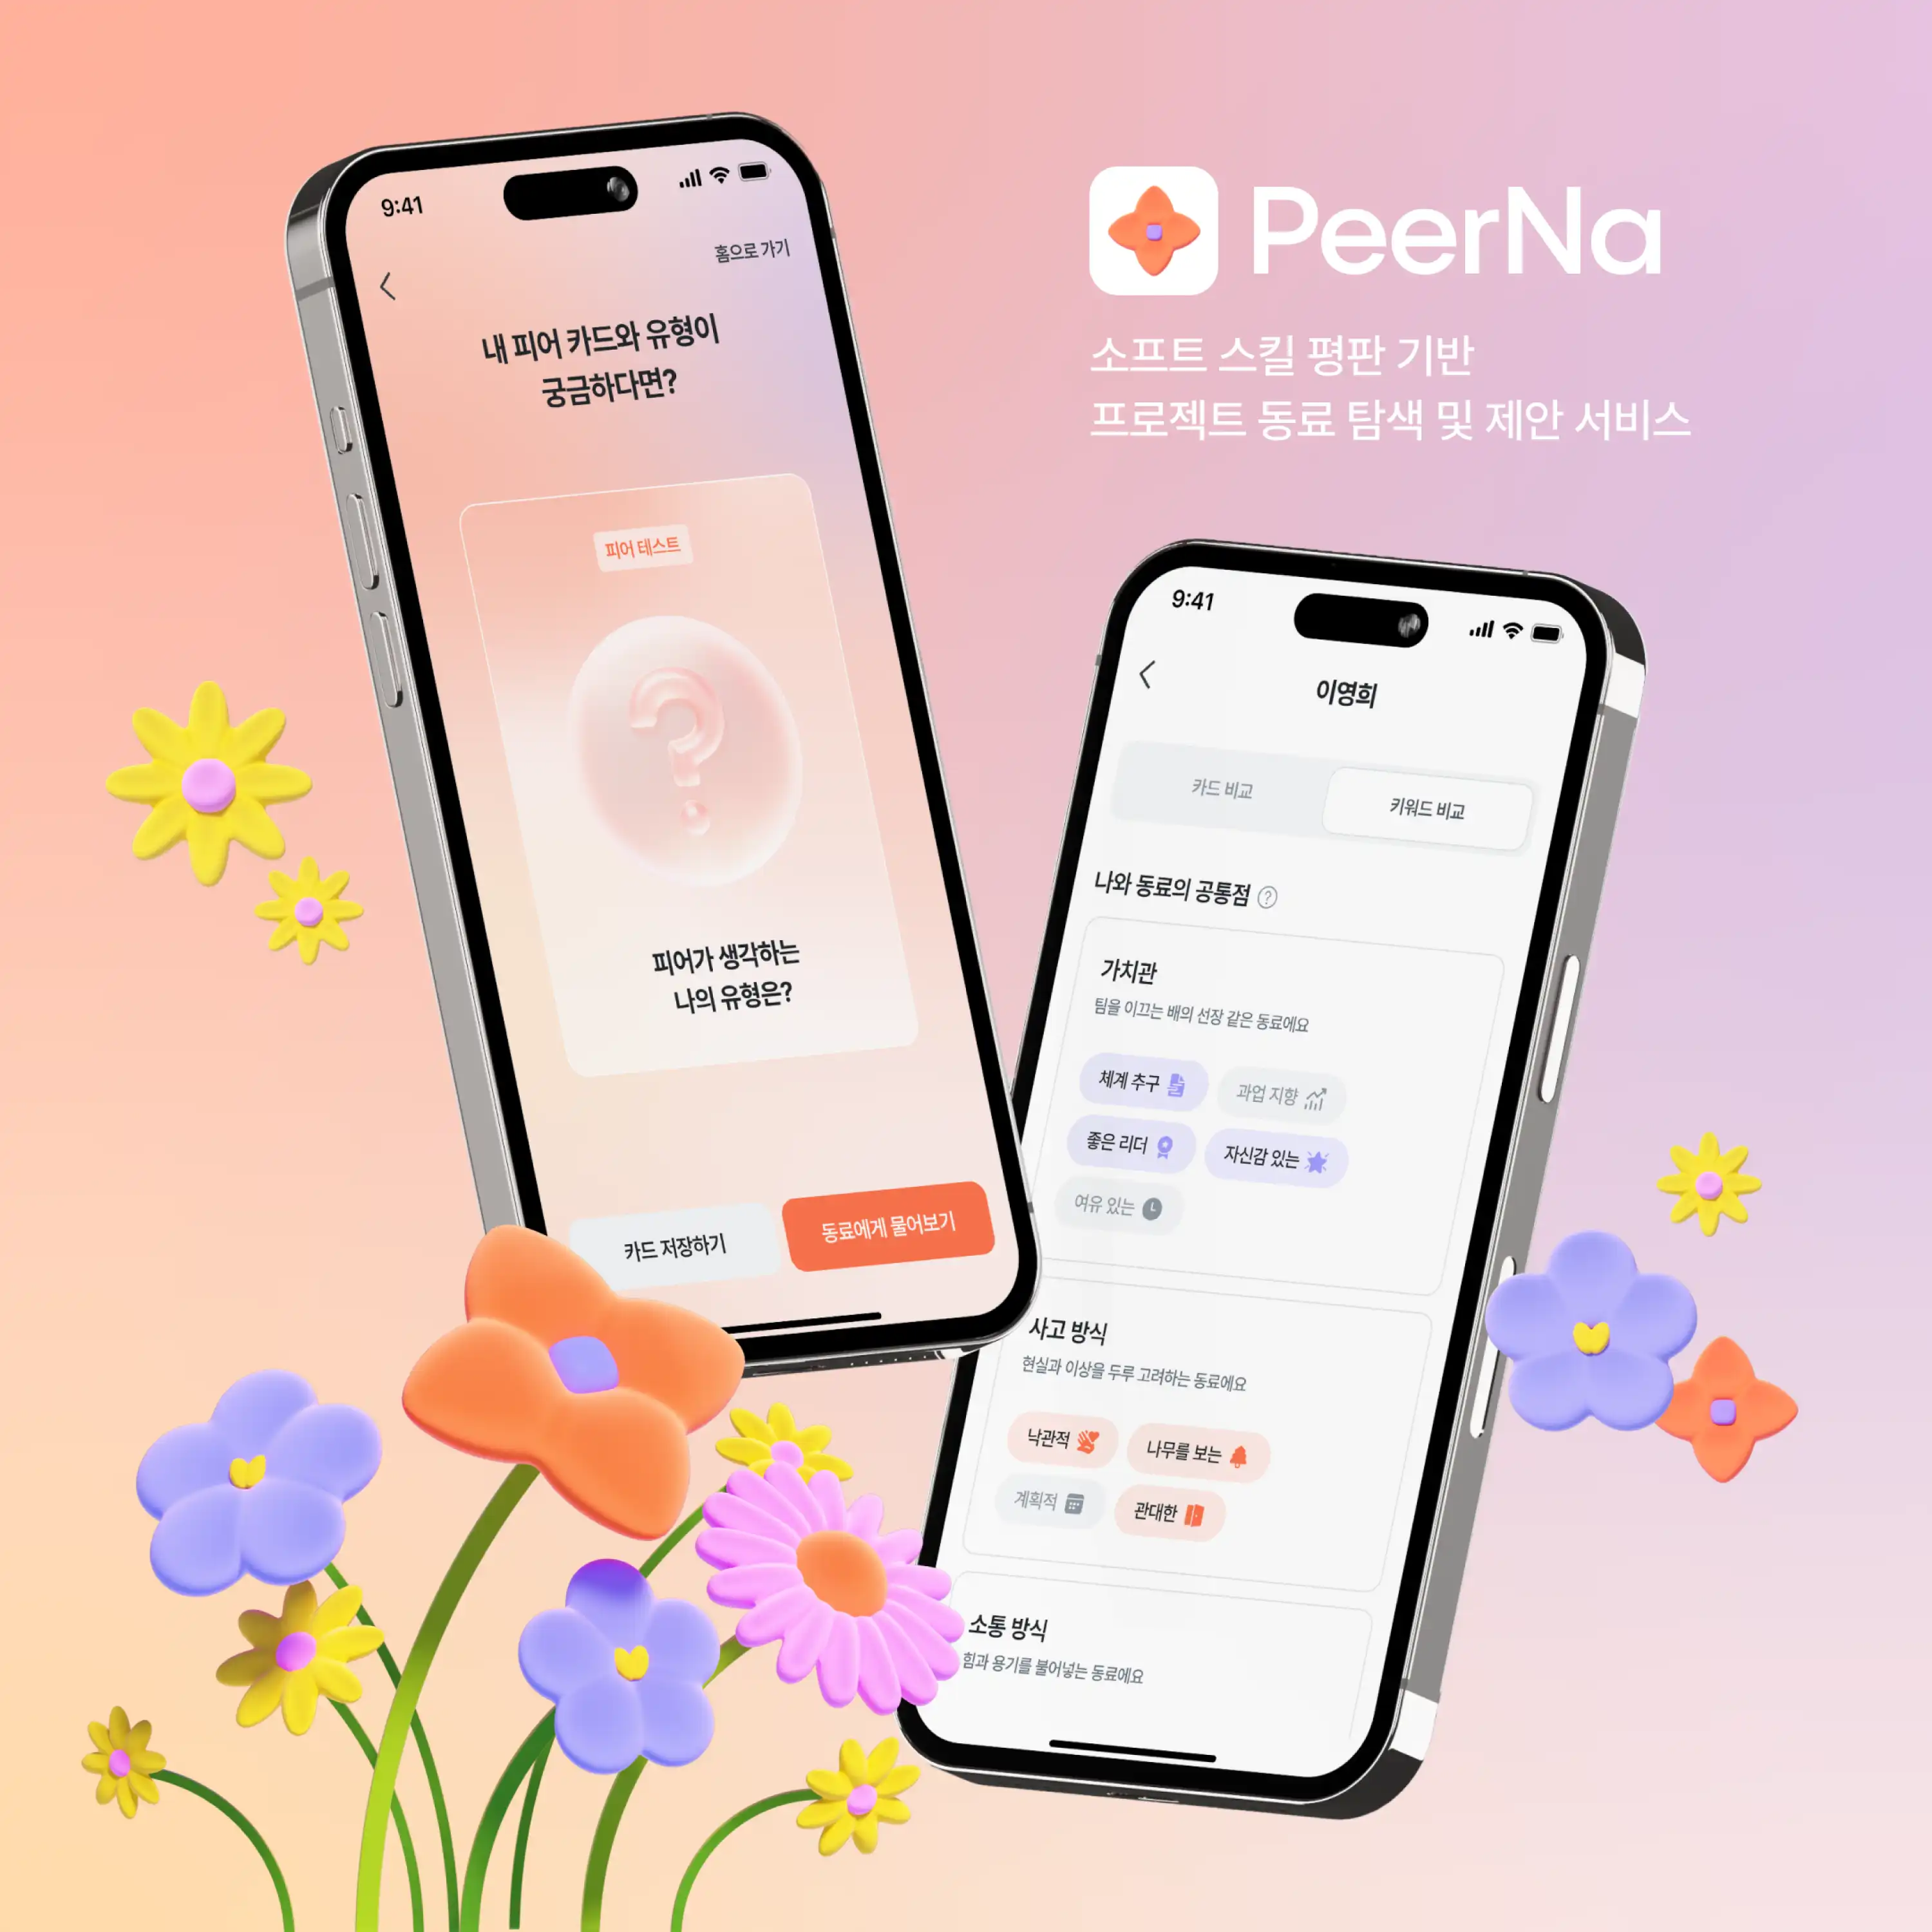 PeerNa
소프트 스킬 평판 기반
프로젝트 동료 탐색 및 제안 서비스
9:41
홈으로 가기
내 피어 카드와 유형이
궁금하다면?
피어 테스트
?
피어가 생각하는
나의 유형은?
카드 저장하기
동료에게 물어보기
9:41
이영희
카드 비교
키워드 비교
나와 동료의 공통점 ?
가치관
팀을 이끄는 배의 선장 같은 동료에요
체계 추구
과업 지향
좋은 리더
자신감 있는
여유 있는
사고 방식
현실과 이상을 두루 고려하는 동료에요
낙관적
나무를 보는
계획적
관대한
소통 방식
힘과 용기를 불어넣는 동료에요